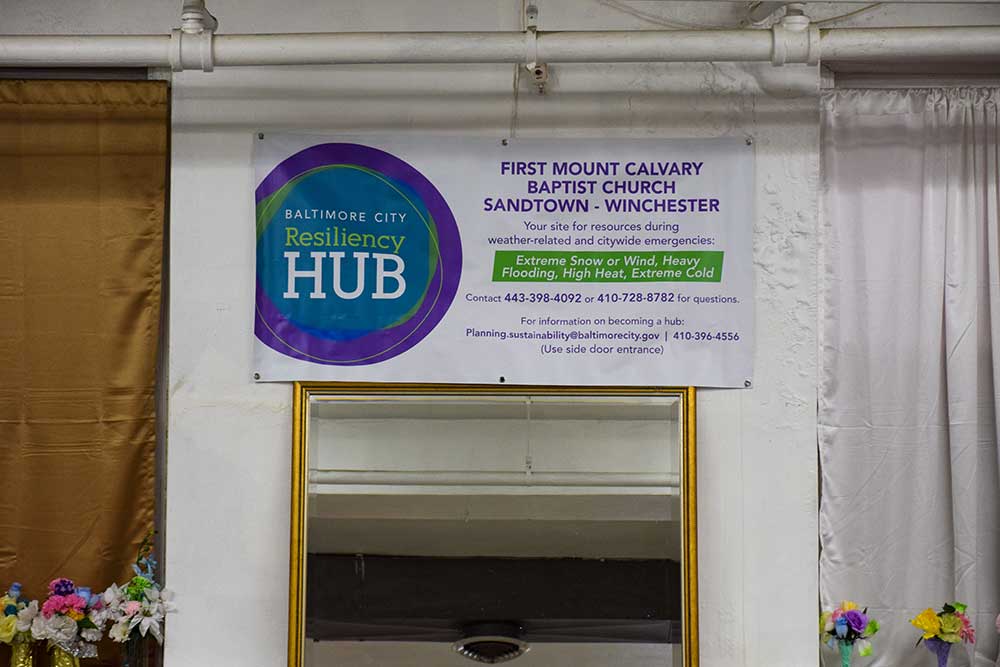 BALTIMORE CITY
Resiliency
HUB
FIRST MOUNT CALVARY
BAPTIST CHURCH
SANDTOWN - WINCHESTER
Your site for resources during
weather-related and citywide emergencies:
Extreme Snow or Wind, Heavy
Flooding, High Heat, Extreme Cold
Contact 443-398-4092 or 410-728-8782 for questions.
For information on becoming a hub:
Planning.sustainability@baltimorecity.gov | 410-396-4556
(Use side door entrance)